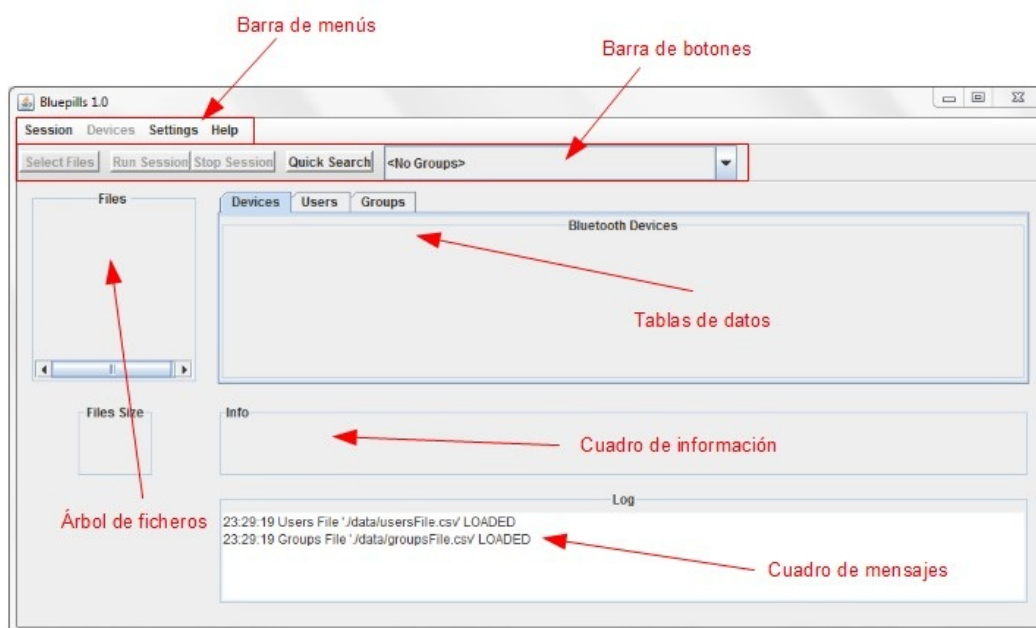 Barra de menús
Barra de botones
Bluepills 1.0
Session Devices Settings Help
Select Files Run Session Stop Session Quick Search <No Groups>
Files
Devices Users Groups
Bluetooth Devices
Tablas de datos
Files Size
Info
Cuadro de información
Log
Árbol de ficheros
23:29:19 Users File './data/usersFile.csv' LOADED
23:29:19 Groups File './data/groupsFile.csv' LOADED
Cuadro de mensajes